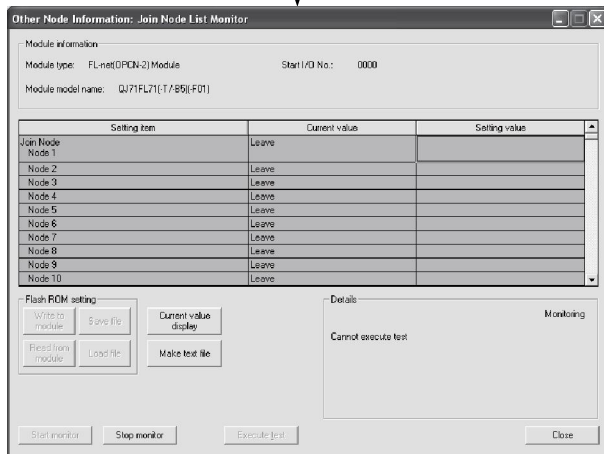 Other Node Information: Join Node List Monitor
Module information
Module type: FL-net(OPCN-2) Module Start I/O No.: 0000
Module model name: QJ71FL71(-T/-B5)(-F01)
Setting item Current value Setting value
Join Node Leave
Node 1
Node 2 Leave
Node 3 Leave
Node 4 Leave
Node 5 Leave
Node 6 Leave
Node 7 Leave
Node 8 Leave
Node 9 Leave
Node 10 Leave
Flash ROM setting
Write to module
Save file
Current value display
Read from module
Load file
Make text file
Details
Monitoring
Cannot execute test
Start monitor
Stop monitor
Execute test
Close